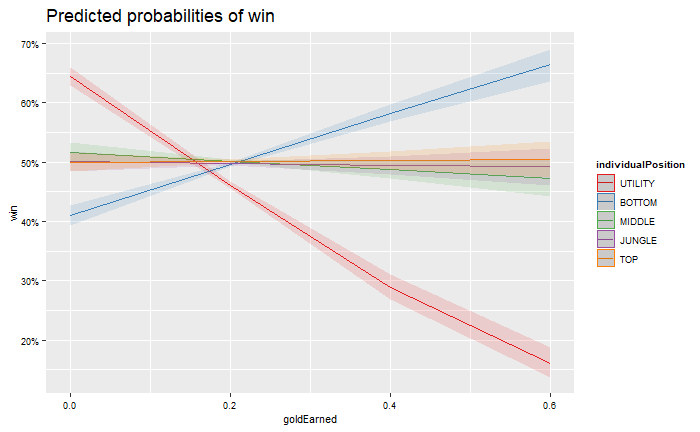 Predicted probabilities of win
70%
60%
50%
40%
30%
20%
win
0.0
0.2
0.4
0.6
goldEarned
individualPosition
UTILITY
BOTTOM
MIDDLE
JUNGLE
TOP